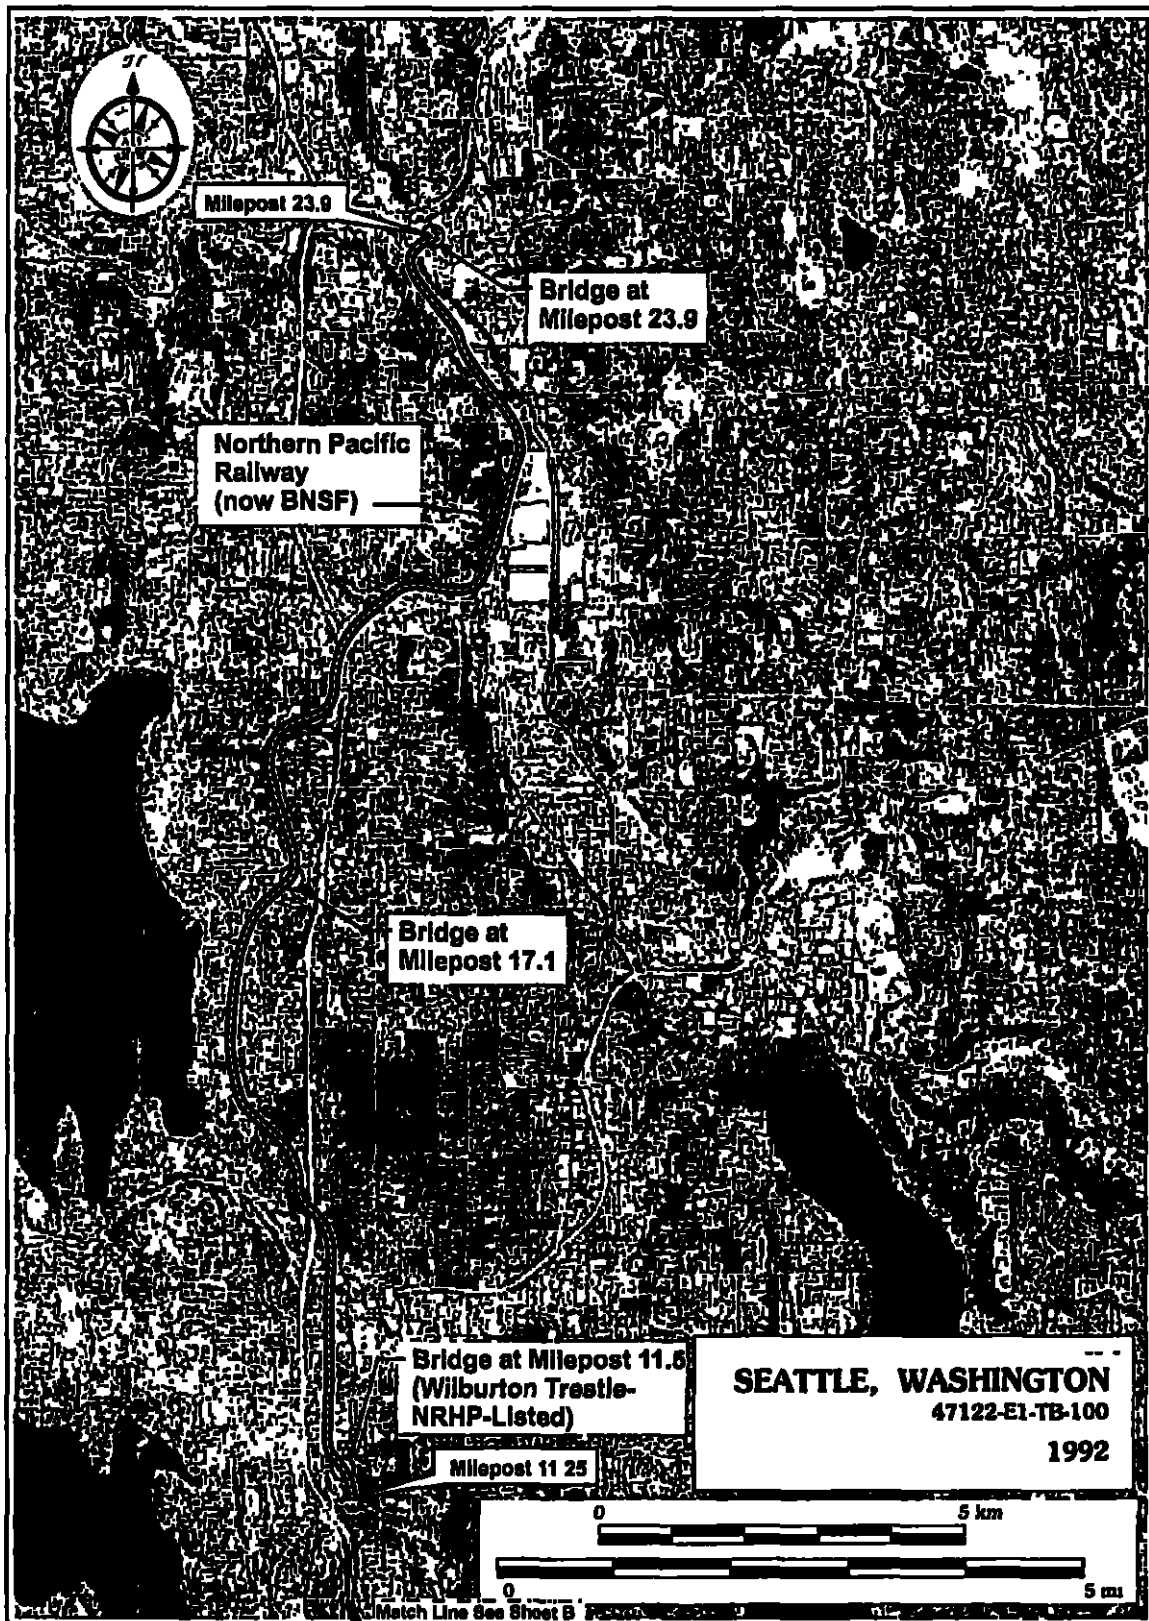 Milepost 23.9
Bridge at
Milepost 23.9
Northern Pacific
Railway
(now BNSF)
Bridge at
Milepost 17.1
Bridge at Milepost 11.5
(Wilburton Trestle-
NRHP-Listed)
Milepost 11 25
SEATTLE, WASHINGTON
47122-E1-TB-100
1992
0 5 km
0 5 mi
Match Line See Sheet B